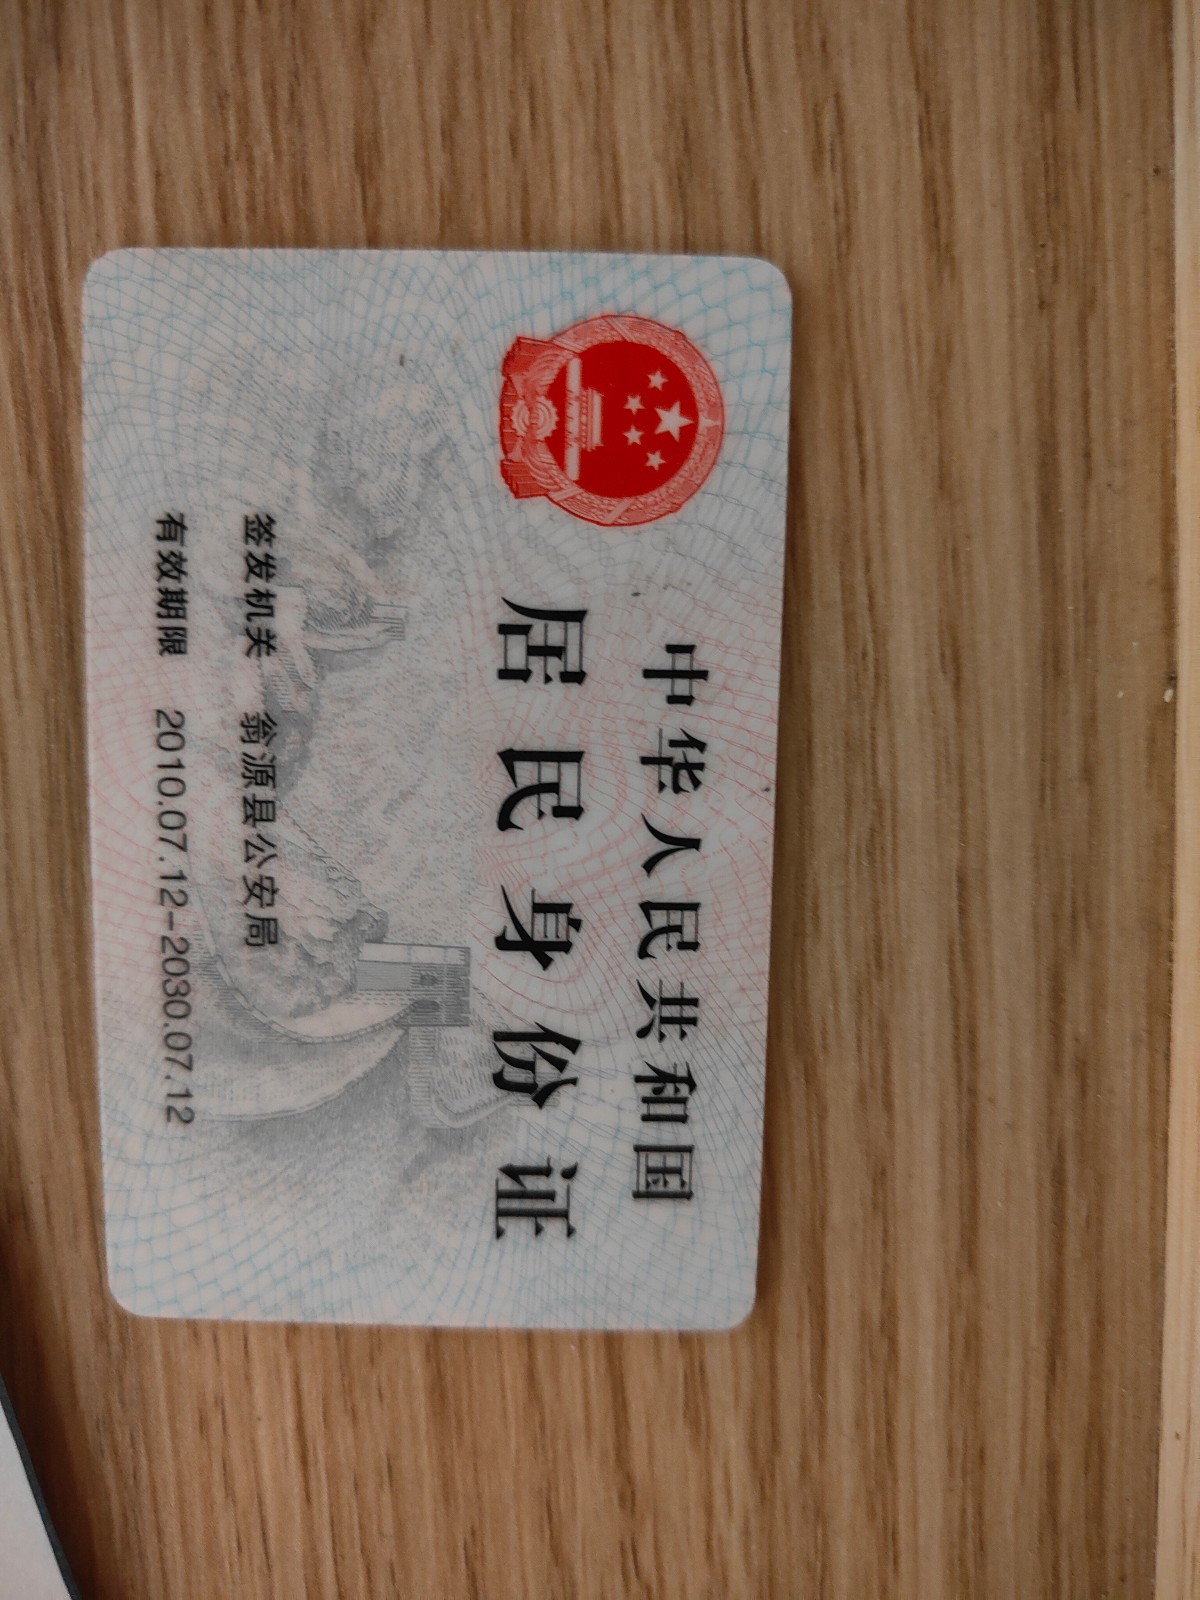 中华人民共和国
居民身份证
签发机关 翁源县公安局
有效期限 2010.07.12-2030.07.12